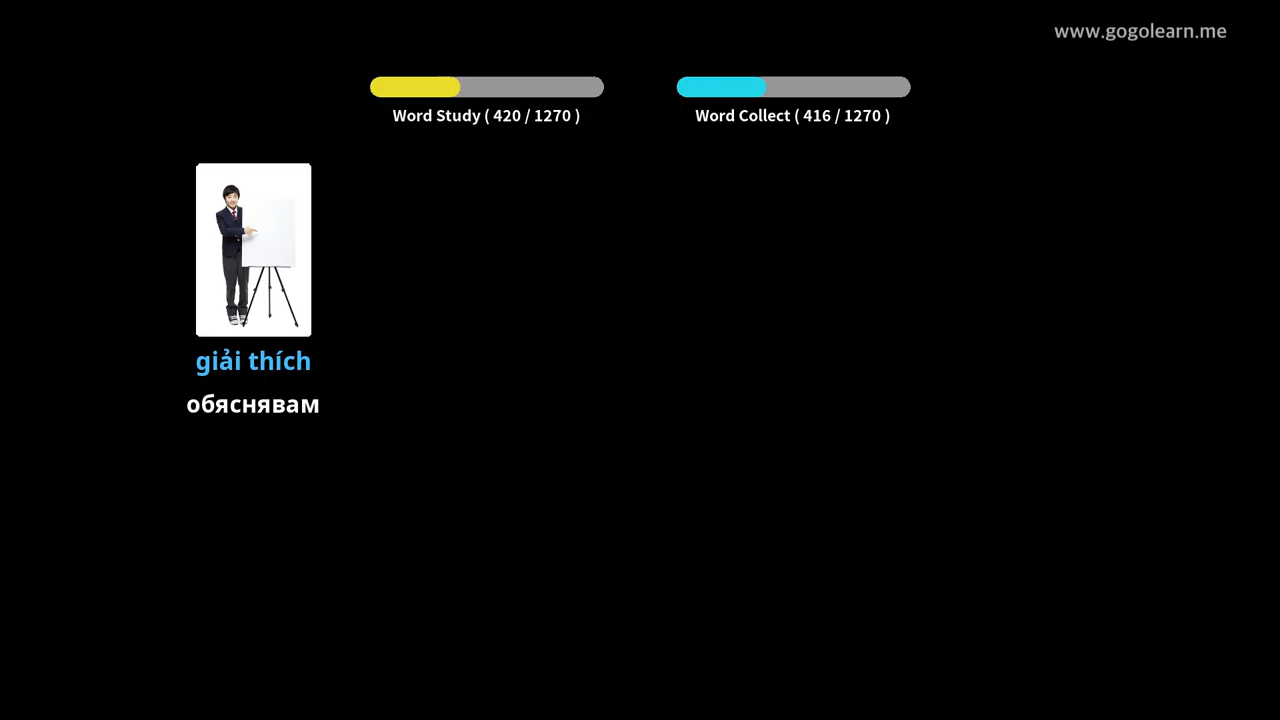 www.gogolearn.me
Word Study ( 420 / 1270 )
Word Collect ( 416 / 1270 )
giải thích
обяснявам